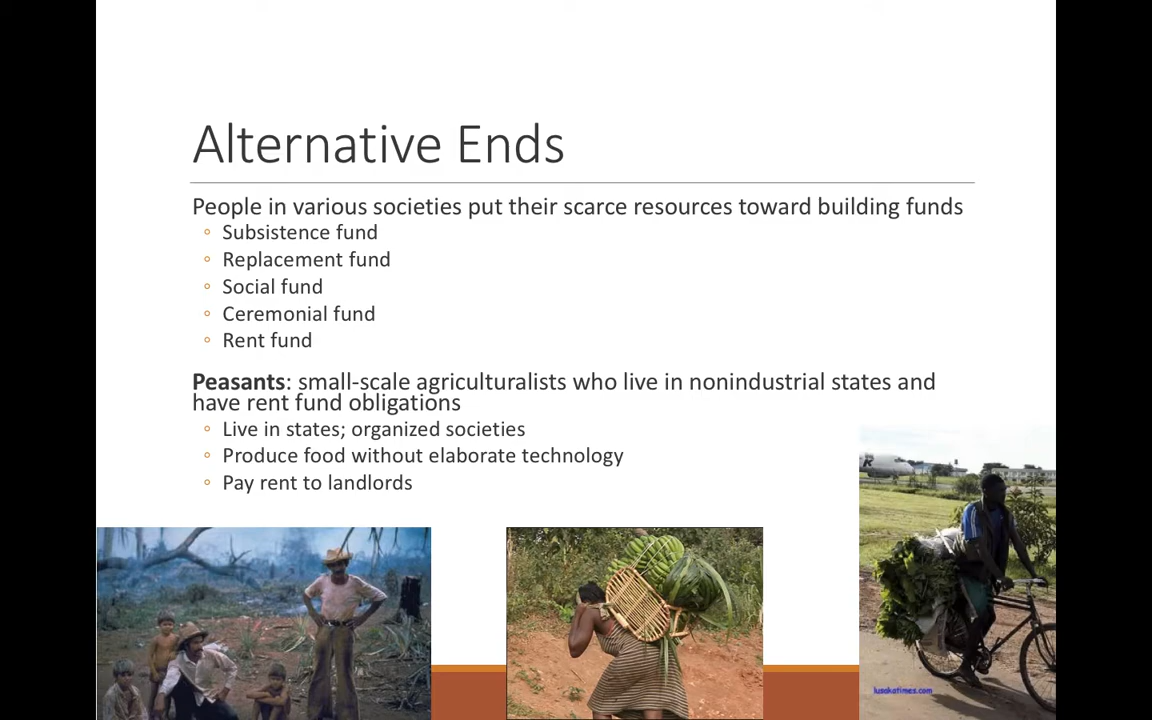 Alternative Ends
People in various societies put their scarce resources toward building funds
◦ Subsistence fund
◦ Replacement fund
◦ Social fund
◦ Ceremonial fund
◦ Rent fund
Peasants: small-scale agriculturalists who live in nonindustrial states and
have rent fund obligations
◦ Live in states; organized societies
◦ Produce food without elaborate technology
◦ Pay rent to landlords
lusakatimes.com